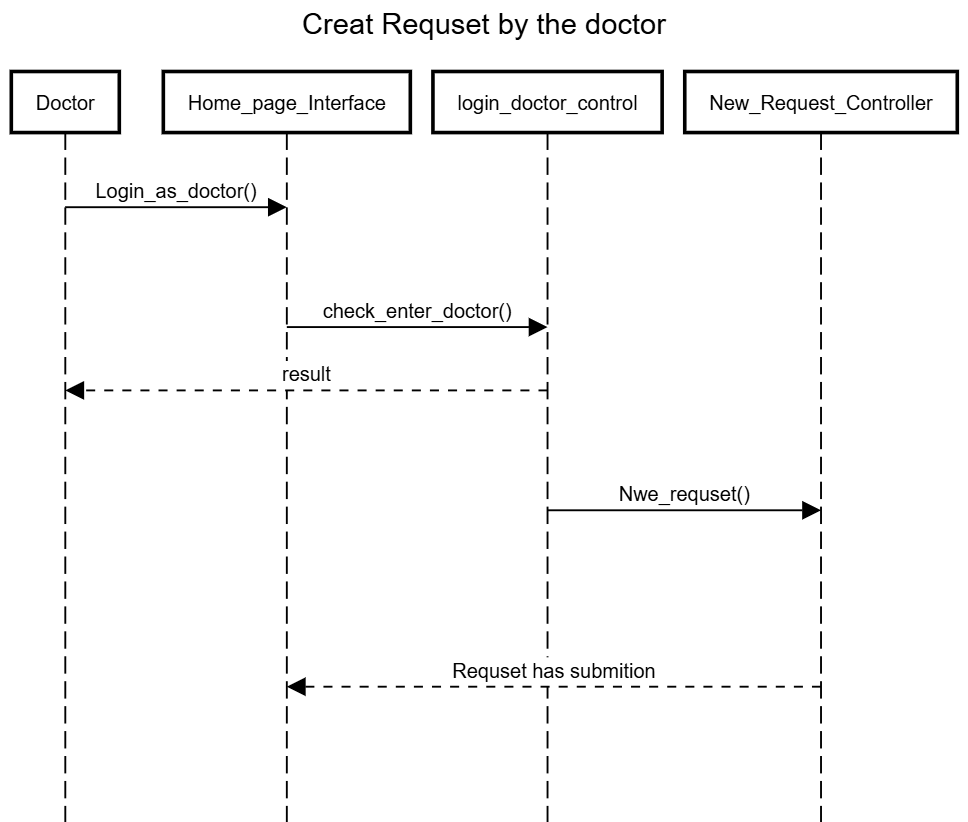 Creat Requset by the doctor
Doctor
Home_page_Interface
login_doctor_control
New_Request_Controller
Login_as_doctor()
check_enter_doctor()
result
Nwe_requset()
Requset has submition